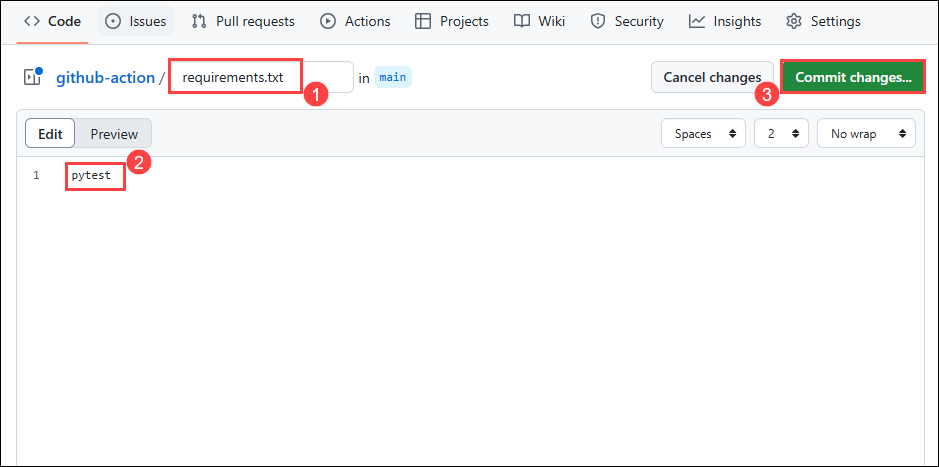 Code Issues Pull requests Actions Projects Wiki Security Insights Settings
github-action / requirements.txt in main Cancel changes Commit changes...
1 3
Edit Preview Spaces 2 No wrap
2
1 pytest